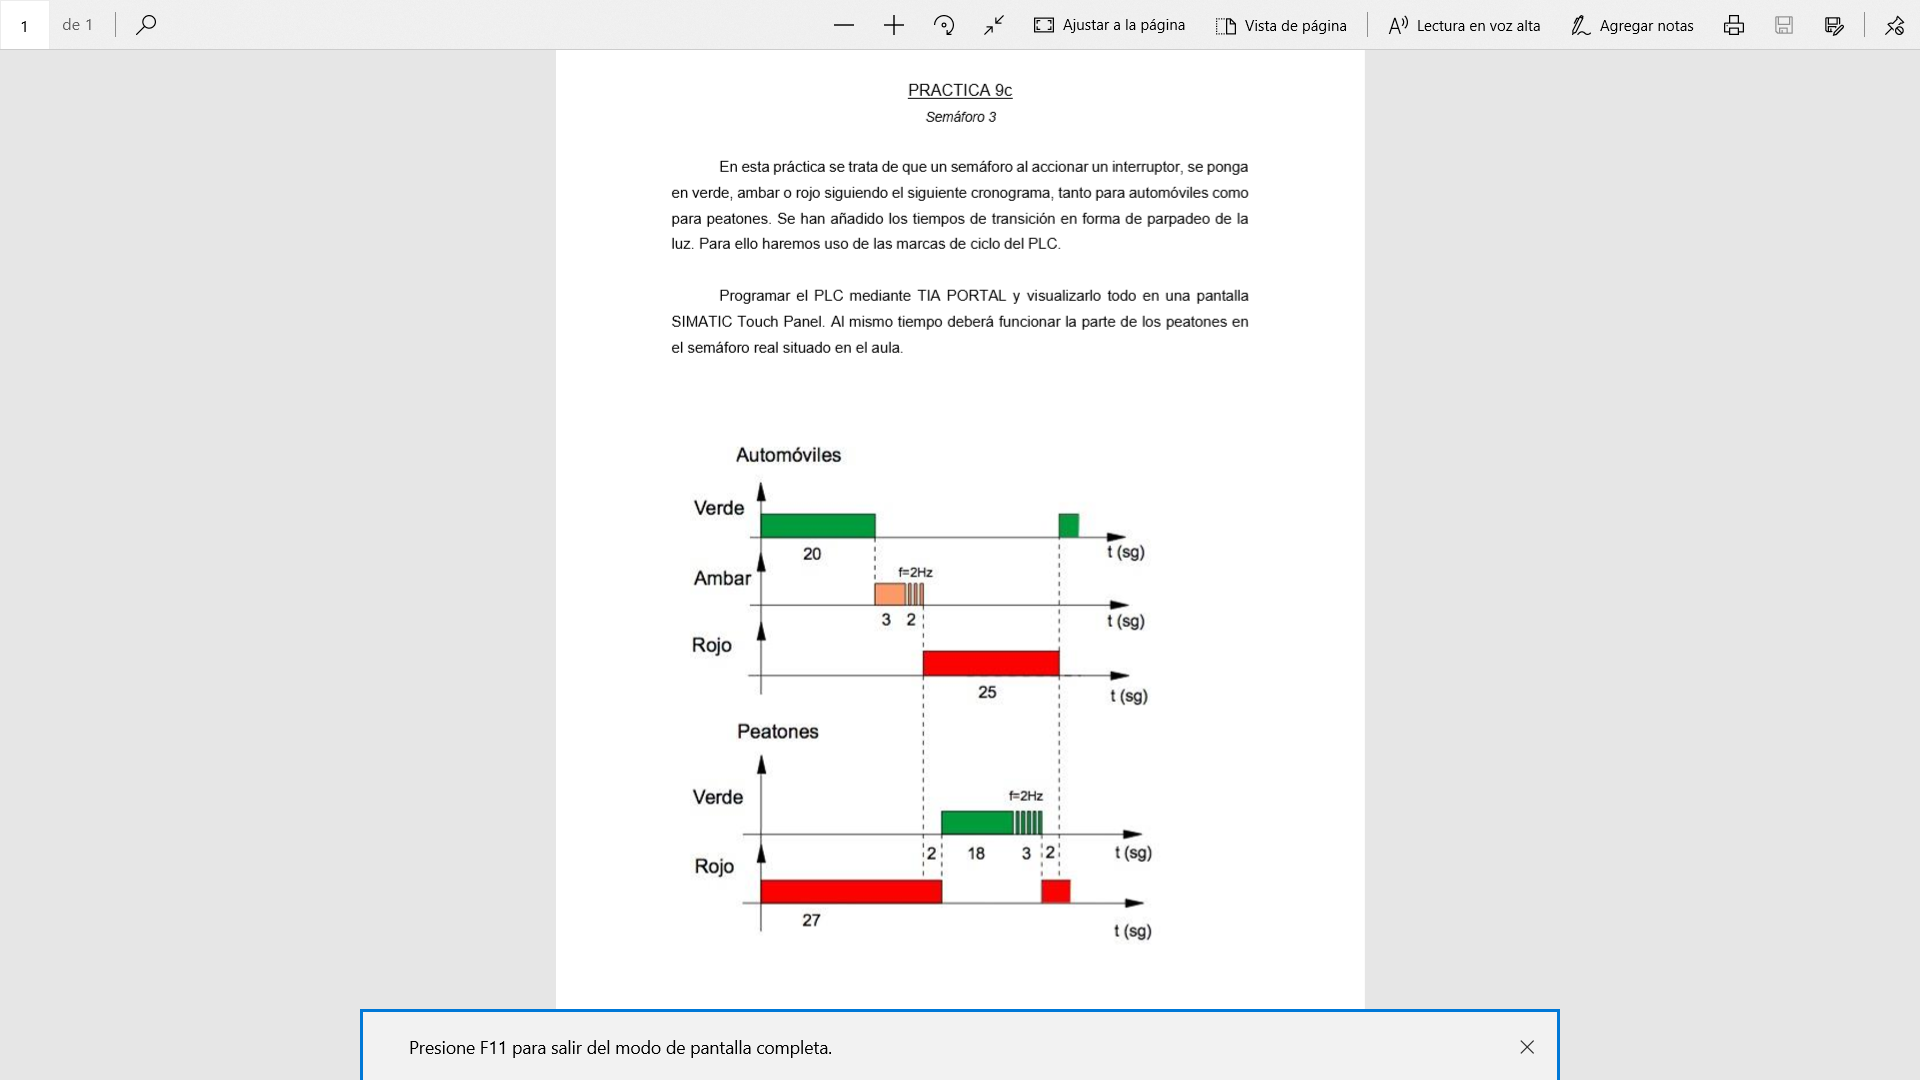 1 de 1 Ajustar a la página Vista de página Lectura en voz alta Agregar notas
PRACTICA 9c
Semáforo 3
En esta práctica se trata de que un semáforo al accionar un interruptor, se ponga
en verde, ambar o rojo siguiendo el siguiente cronograma, tanto para automóviles como
para peatones. Se han añadido los tiempos de transición en forma de parpadeo de la
luz. Para ello haremos uso de las marcas de ciclo del PLC.
Programar el PLC mediante TIA PORTAL y visualizarlo todo en una pantalla
SIMATIC Touch Panel. Al mismo tiempo deberá funcionar la parte de los peatones en
el semáforo real situado en el aula.
Automóviles
Verde
20
t (sg)
f=2Hz
Ambar
3 2
t (sg)
Rojo
25
t (sg)
Peatones
f=2Hz
Verde
2 18 3 2
t (sg)
Rojo
27
t (sg)
Presione F11 para salir del modo de pantalla completa.